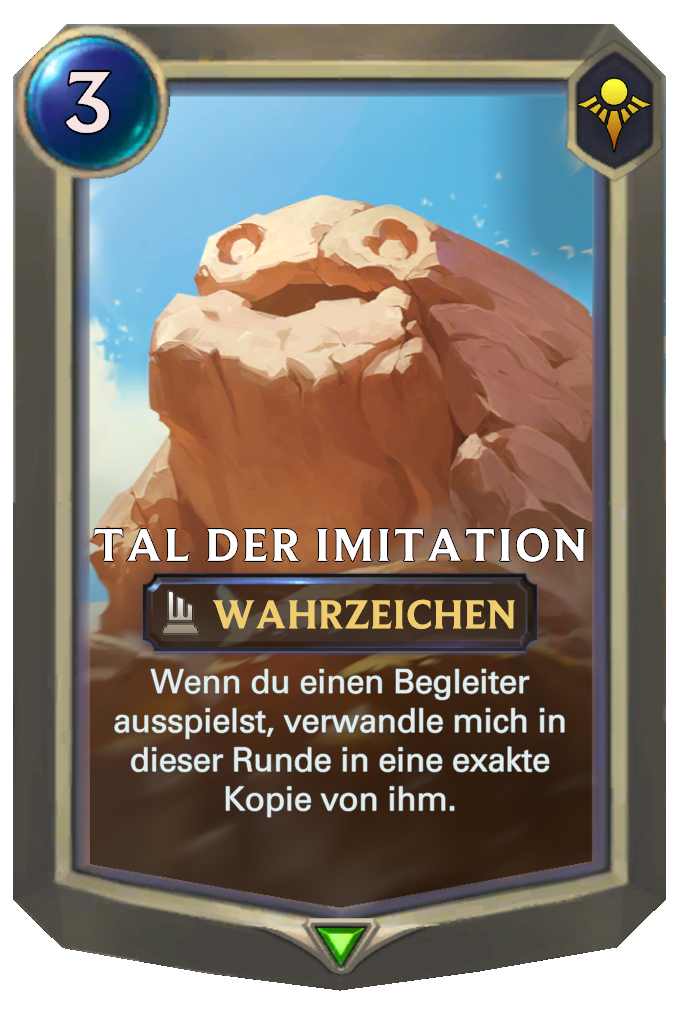 3
TAL DER IMITATION
WAHRZEICHEN
Wenn du einen Begleiter
ausspielst, verwandle mich in
dieser Runde in eine exakte
Kopie von ihm.